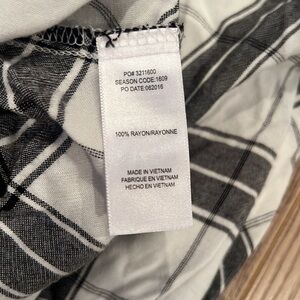 PO# 3211600
SEASON CODE:1609
PO DATE:062016
100% RAYON/RAYONNE
MADE IN VIETNAM
FABRIQUE EN VIETNAM
HECHO EN VIETNAM